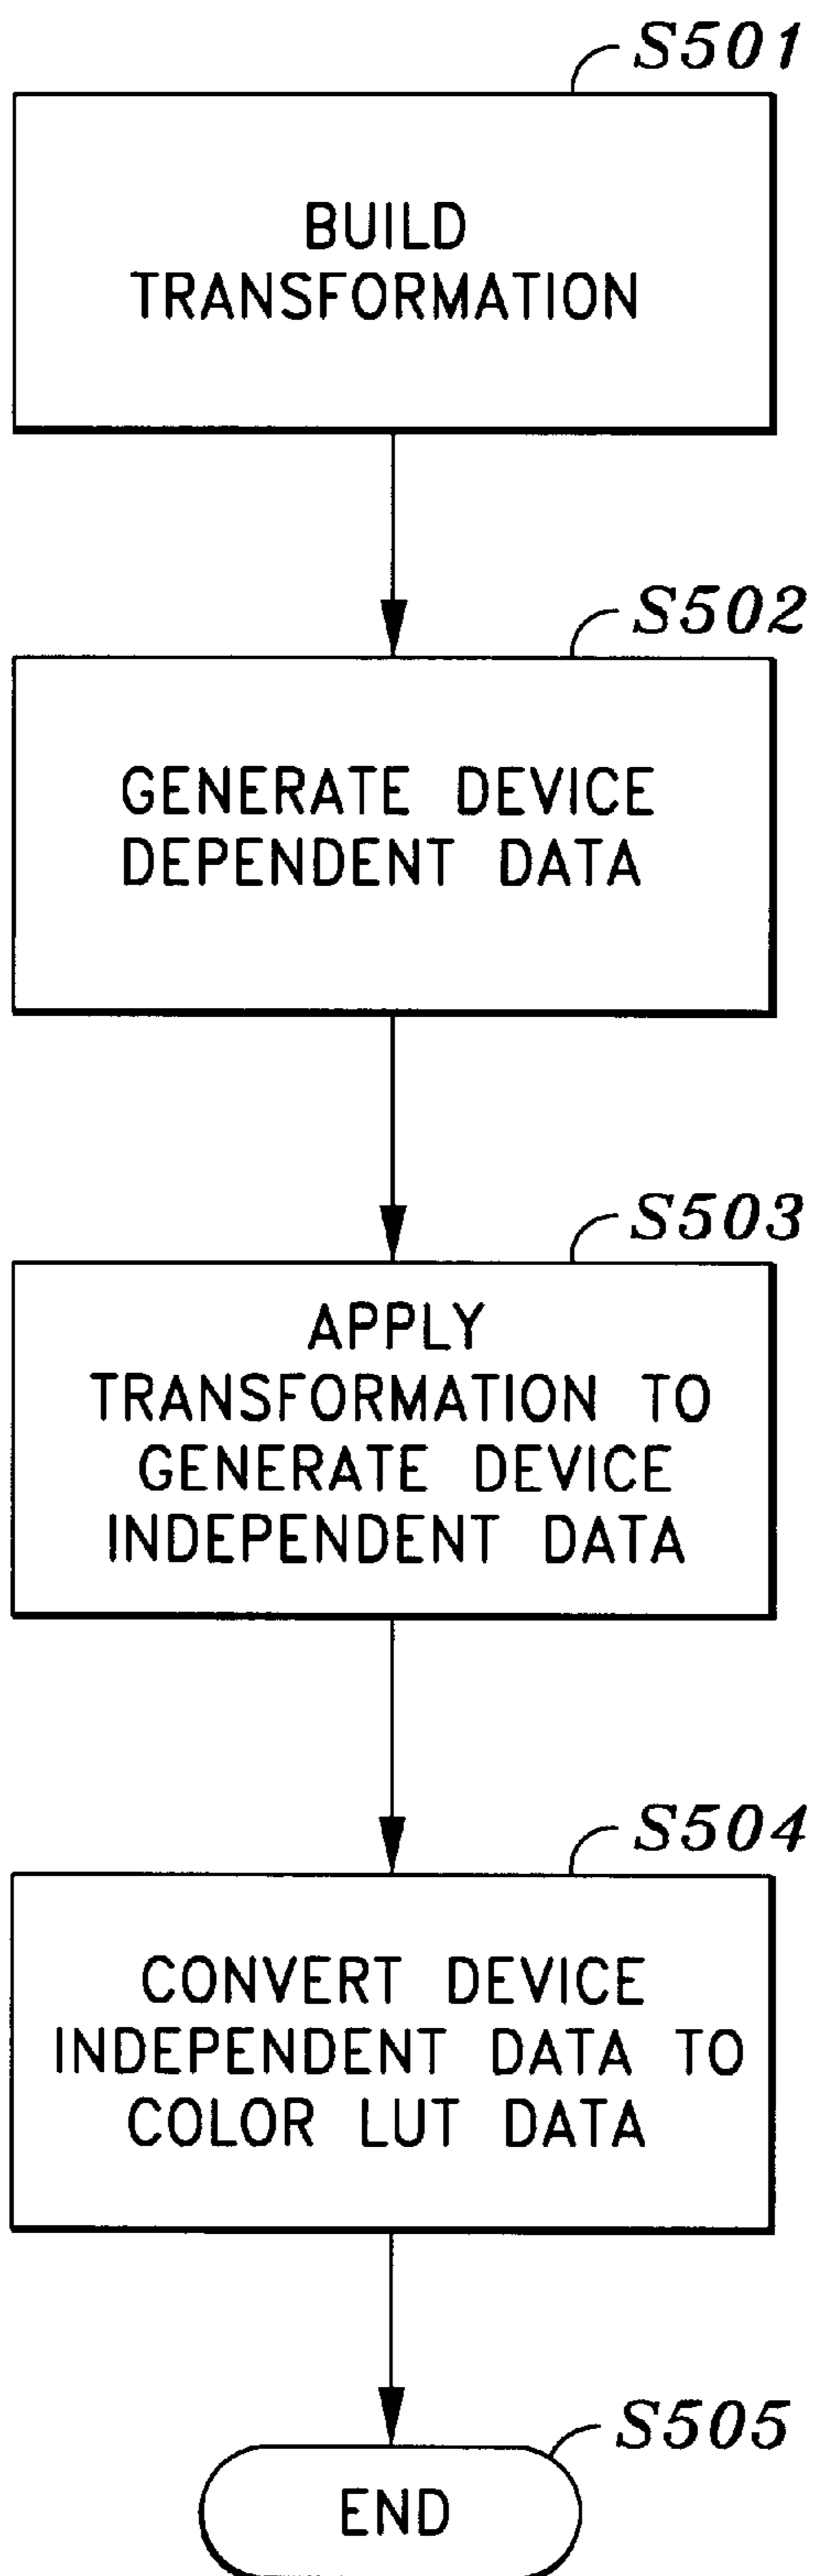 S501
BUILD
TRANSFORMATION
S502
GENERATE DEVICE
DEPENDENT DATA
S503
APPLY
TRANSFORMATION TO
GENERATE DEVICE
INDEPENDENT DATA
S504
CONVERT DEVICE
INDEPENDENT DATA TO
COLOR LUT DATA
S505
END